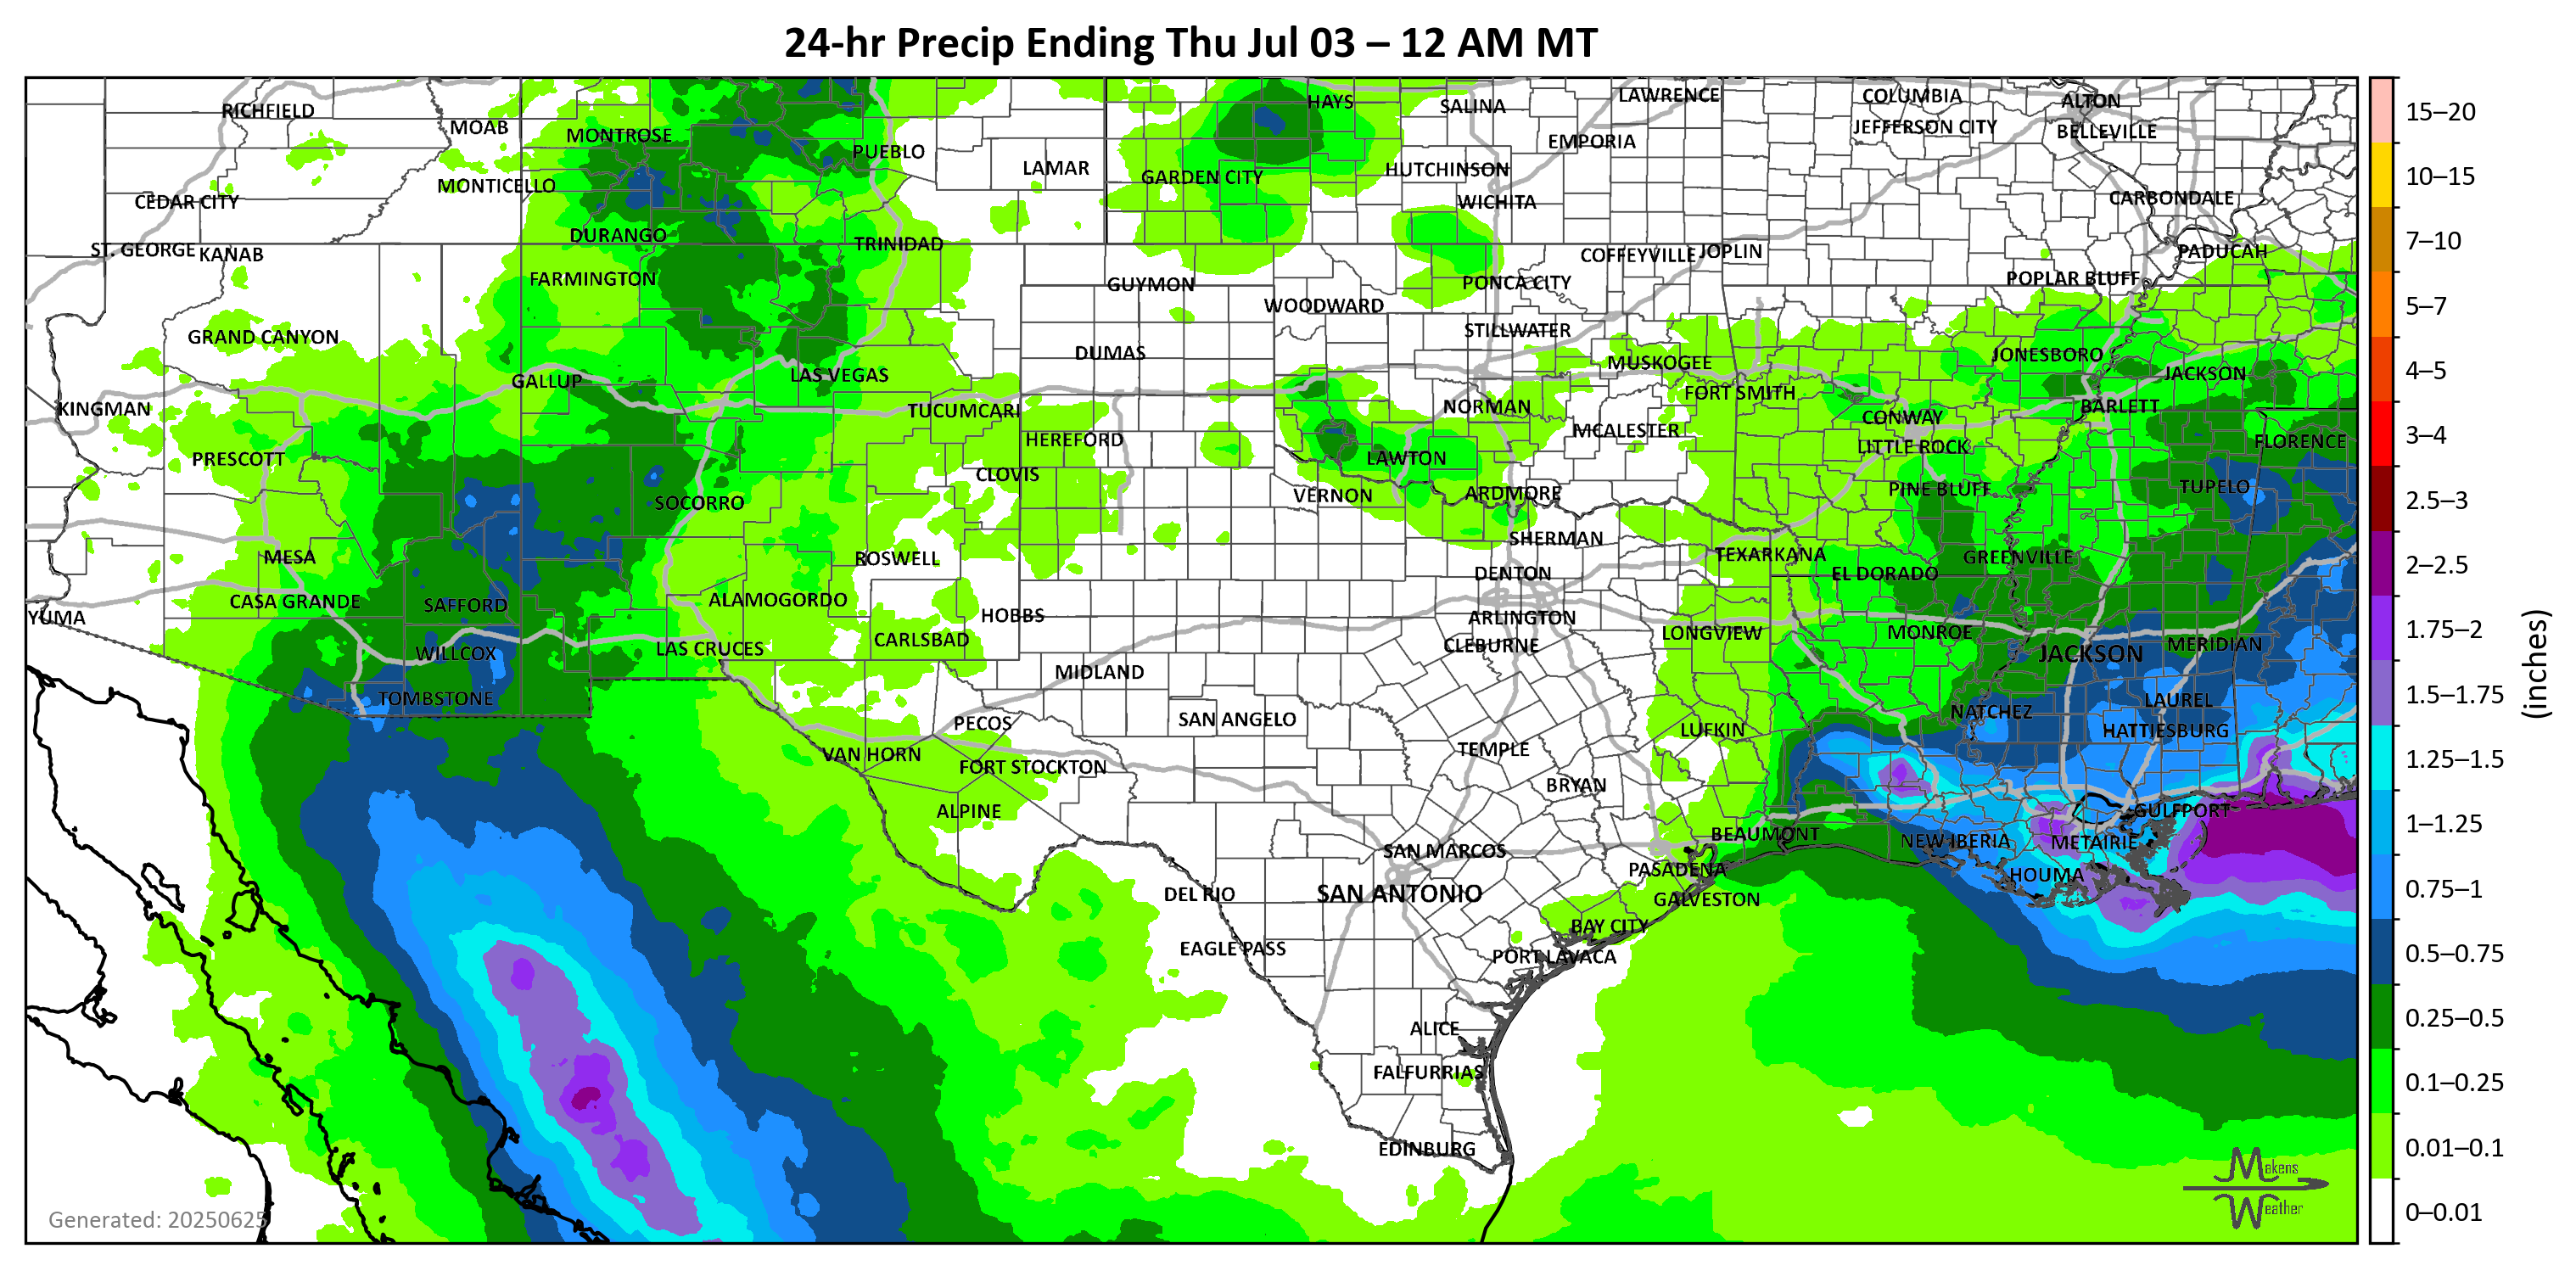 24-hr Precip Ending Thu Jul 03 – 12 AM MT
RICHFIELD
MOAB
MONTROSE
PUEBLO
LAMAR
HAYS
SALINA
LAWRENCE
COLUMBIA
ALTON
JEFFERSON CITY
BELLEVILLE
EMPORIA
HUTCHINSON
GARDEN CITY
MONTICELLO
CEDAR CITY
WICHITA
CARBONDALE
DURANGO
TRINIDAD
ST. GEORGE
KANAB
COFFEYVILLE
JOPLIN
PADUCAH
FARMINGTON
GUYMON
PONCA CITY
POPLAR BLUFF
WOODWARD
GRAND CANYON
STILLWATER
DUMAS
MUSKOGEE
JONESBORO
GALLUP
LAS VEGAS
JACKSON
FORT SMITH
KINGMAN
TUCUMCARI
NORMAN
BARLETT
CONWAY
HEREFORD
MCALESTER
LITTLE ROCK
FLORENCE
PRESCOTT
LAWTON
CLOVIS
VERNON
ARDMORE
PINE BLUFF
TUPELO
SOCORRO
SHERMAN
MESA
ROSWELL
TEXARKANA
GREENVILLE
DENTON
EL DORADO
CASA GRANDE
SAFFORD
ALAMOGORDO
HOBBS
YUMA
ARLINGTON
CARLSBAD
CLEBURNE
LONGVIEW
MONROE
MERIDIAN
WILLCOX
LAS CRUCES
JACKSON
MIDLAND
TOMBSTONE
LAUREL
NATCHEZ
PECOS
SAN ANGELO
LUFKIN
HATTIESBURG
VAN HORN
TEMPLE
FORT STOCKTON
BRYAN
ALPINE
GULFPORT
BEAUMONT
NEW IBERIA
METAIRIE
SAN MARCOS
PASADENA
HOUMA
DEL RIO
SAN ANTONIO
GALVESTON
BAY CITY
EAGLE PASS
PORT LAVACA
ALICE
FALFURRIAS
EDINBURG
Generated: 20250625
Makens
Weather
15–20
10–15
7–10
5–7
4–5
3–4
2.5–3
2–2.5
1.75–2
1.5–1.75
1.25–1.5
1–1.25
0.75–1
0.5–0.75
0.25–0.5
0.1–0.25
0.01–0.1
0–0.01
(inches)